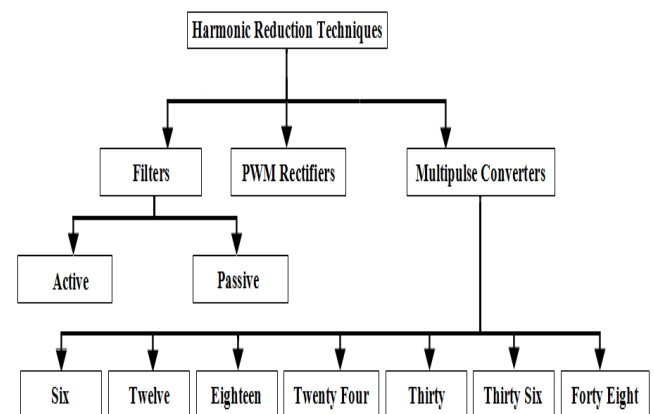 Harmonic Reduction Techniques
Filters
PWM Rectifiers
Multipulse Converters
Active
Passive
Six
Twelve
Eighteen
Twenty Four
Thirty
Thirty Six
Forty Eight